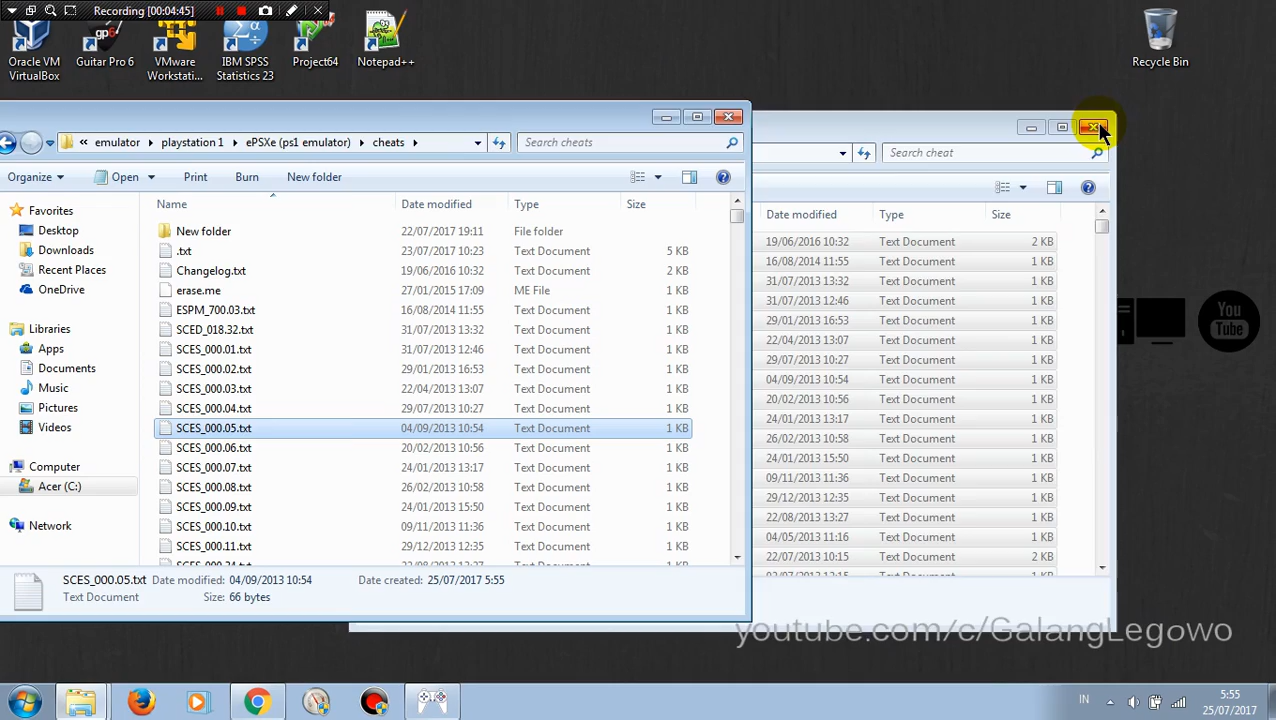 Recording [00:04:45]
Oracle VM VirtualBox
Guitar Pro 6
VMware Workstati...
IBM SPSS Statistics 23
Project64
Notepad++
Recycle Bin
« emulator ▸ playstation 1 ▸ ePSXe (ps1 emulator) ▸ cheats ▸
Search cheats
Organize
Open
Print
Burn
New folder
Name
Date modified
Type
Size
Favorites
Desktop
Downloads
Recent Places
OneDrive
Libraries
Apps
Documents
Music
Pictures
Videos
Computer
Acer (C:)
Network
New folder 22/07/2017 19:11 File folder
.txt 23/07/2017 10:23 Text Document 5 KB
Changelog.txt 19/06/2016 10:32 Text Document 2 KB
erase.me 27/01/2015 17:09 ME File 1 KB
ESPM_700.03.txt 16/08/2014 11:55 Text Document 1 KB
SCED_018.32.txt 31/07/2013 13:32 Text Document 1 KB
SCES_000.01.txt 31/07/2013 12:46 Text Document 1 KB
SCES_000.02.txt 29/01/2013 16:53 Text Document 1 KB
SCES_000.03.txt 22/04/2013 13:07 Text Document 1 KB
SCES_000.04.txt 29/07/2013 10:27 Text Document 1 KB
SCES_000.05.txt 04/09/2013 10:54 Text Document 1 KB
SCES_000.06.txt 20/02/2013 10:56 Text Document 1 KB
SCES_000.07.txt 24/01/2013 13:17 Text Document 1 KB
SCES_000.08.txt 26/02/2013 10:58 Text Document 1 KB
SCES_000.09.txt 24/01/2013 15:50 Text Document 1 KB
SCES_000.10.txt 09/11/2013 11:36 Text Document 1 KB
SCES_000.11.txt 29/12/2013 12:35 Text Document 1 KB
SCES_000.05.txt Date modified: 04/09/2013 10:54 Date created: 25/07/2017 5:55
Text Document Size: 66 bytes
Search cheat
Date modified
Type
Size
19/06/2016 10:32 Text Document 2 KB
16/08/2014 11:55 Text Document 1 KB
31/07/2013 13:32 Text Document 1 KB
31/07/2013 12:46 Text Document 1 KB
29/01/2013 16:53 Text Document 1 KB
22/04/2013 13:07 Text Document 1 KB
29/07/2013 10:27 Text Document 1 KB
04/09/2013 10:54 Text Document 1 KB
20/02/2013 10:56 Text Document 1 KB
24/01/2013 13:17 Text Document 1 KB
26/02/2013 10:58 Text Document 1 KB
24/01/2013 15:50 Text Document 1 KB
09/11/2013 11:36 Text Document 1 KB
29/12/2013 12:35 Text Document 1 KB
22/08/2013 13:27 Text Document 1 KB
04/05/2013 11:16 Text Document 1 KB
22/07/2013 10:15 Text Document 2 KB
You Tube
youtube.com/c/GalangLegowo
IN
5:55
25/07/2017